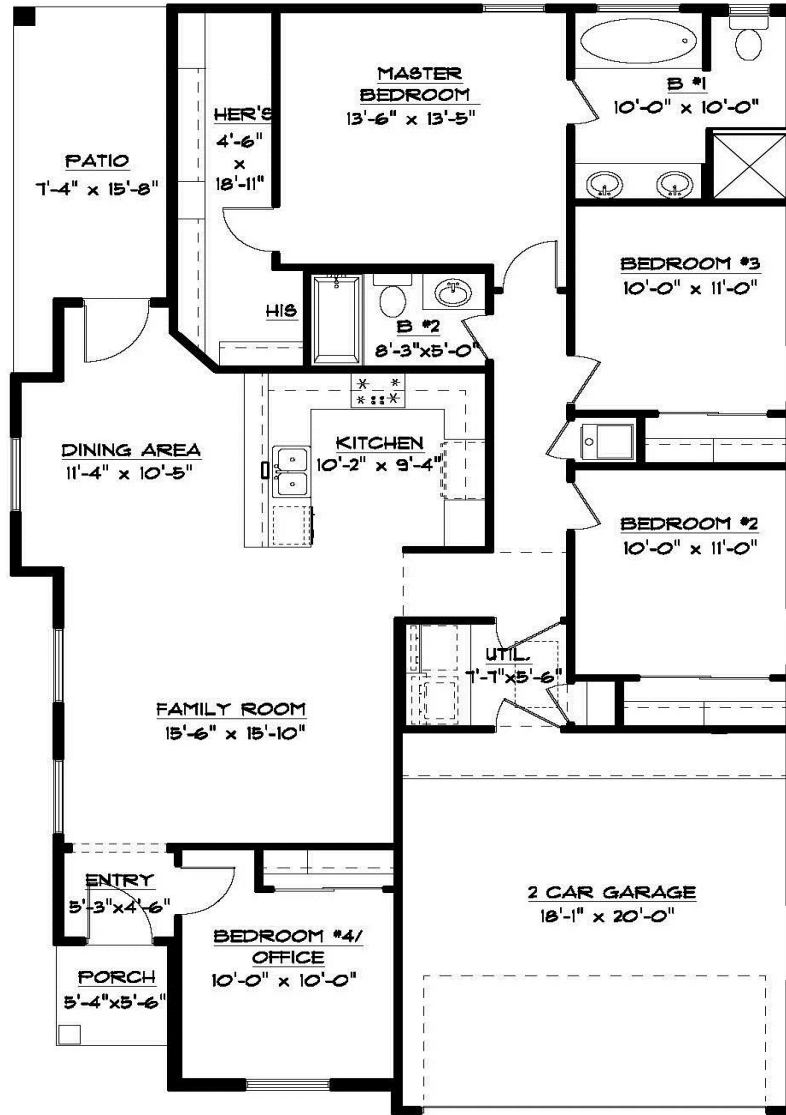 MASTER
BEDROOM
13'-6" x 13'-5"
B #1
10'-0" x 10'-0"
HER'S
4'-6"
x
18'-11"
PATIO
7'-4" x 15'-8"
BEDROOM #3
10'-0" x 11'-0"
HIS
B #2
8'-3"x5'-0"
DINING AREA
11'-4" x 10'-5"
KITCHEN
10'-2" x 9'-4"
BEDROOM #2
10'-0" x 11'-0"
UTIL.
7'-7"x5'-6"
FAMILY ROOM
15'-6" x 15'-10"
ENTRY
5'-3"x4'-6"
2 CAR GARAGE
18'-1" x 20'-0"
BEDROOM #4/
OFFICE
10'-0" x 10'-0"
PORCH
5'-4"x5'-6"